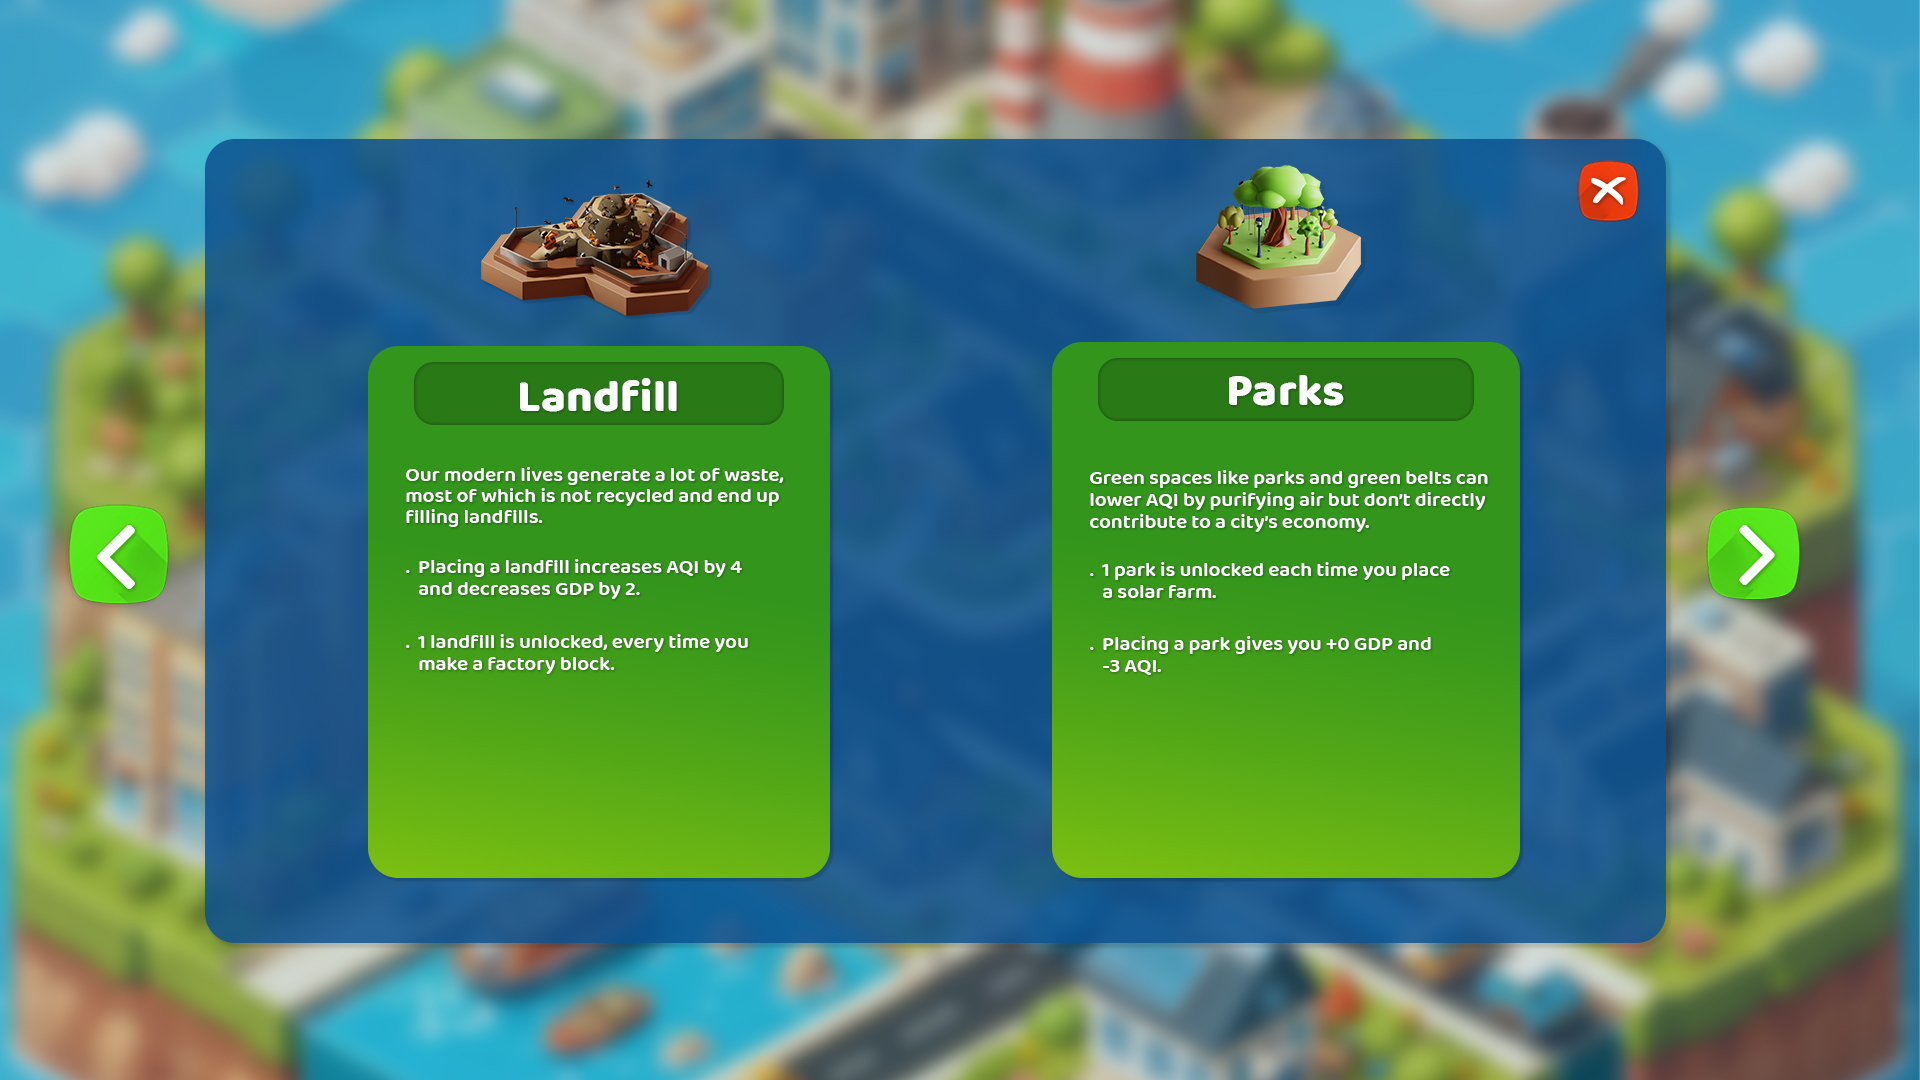 Landfill
Our modern lives generate a lot of waste,
most of which is not recycled and end up
filling landfills.
. Placing a landfill increases AQI by 4
and decreases GDP by 2.
. 1 landfill is unlocked, every time you
make a factory block.
Parks
Green spaces like parks and green belts can
lower AQI by purifying air but don't directly
contribute to a city's economy.
. 1 park is unlocked each time you place
a solar farm.
. Placing a park gives you +0 GDP and
-3 AQI.